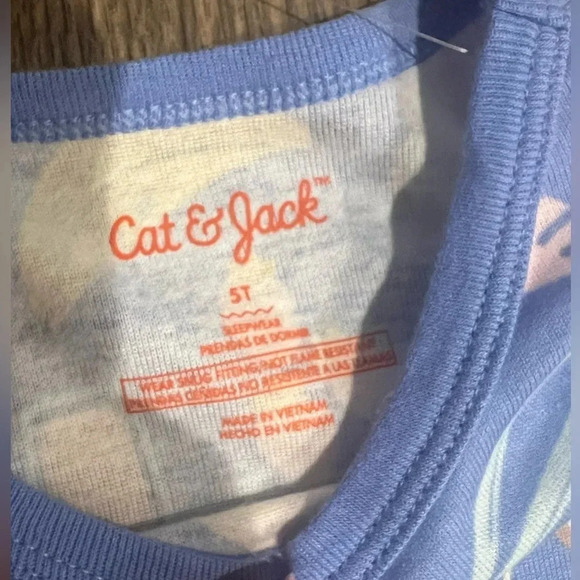 Cat & Jack™
5T
SLEEPWEAR
PRENDAS DE DORMIR
WEAR SNUG FITTING, NOT FLAME RESISTANT
CEÑIDAS NO RESISTENTE A LAS LLAMAS
MADE IN VIETNAM
HECHO EN VIETNAM